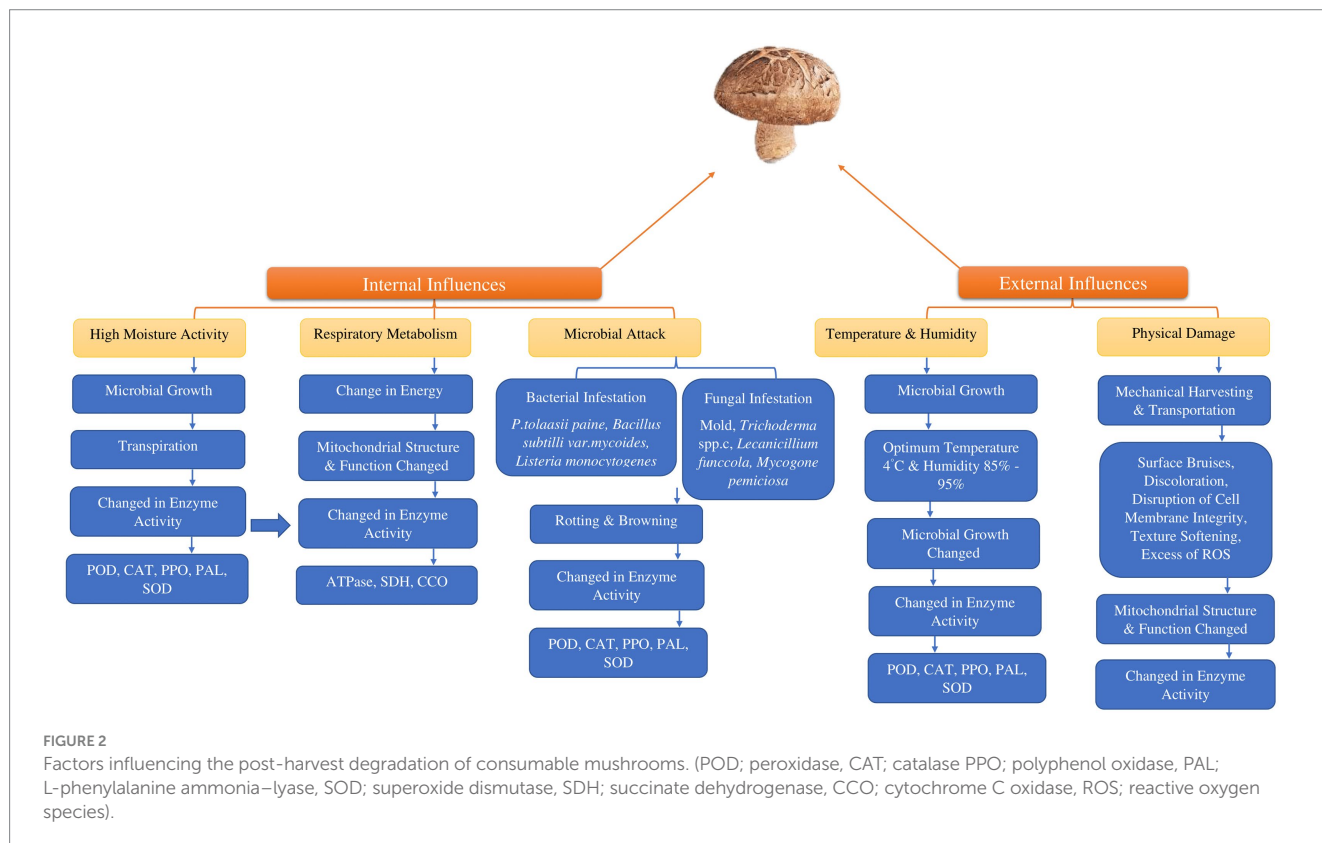 Internal Influences
External Influences
High Moisture Activity
Respiratory Metabolism
Microbial Attack
Temperature & Humidity
Physical Damage
Microbial Growth
Transpiration
Changed in Enzyme
Activity
POD, CAT, PPO, PAL,
SOD
Change in Energy
Mitochondrial Structure
& Function Changed
Changed in Enzyme
Activity
ATPase, SDH, CCO
Bacterial Infestation
P.tolaasii paine, Bacillus
subtilli var.mycoides,
Listeria monocytogenes
Fungal Infestation
Mold, Trichoderma
spp.c, Lecanicillium
funccola, Mycogone
pemiciosa
Rotting & Browning
Changed in Enzyme
Activity
POD, CAT, PPO, PAL,
SOD
Microbial Growth
Optimum Temperature
4°C & Humidity 85% -
95%
Microbial Growth
Changed
Changed in Enzyme
Activity
POD, CAT, PPO, PAL,
SOD
Mechanical Harvesting
& Transportation
Surface Bruises,
Discoloration,
Disruption of Cell
Membrane Integrity,
Texture Softening,
Excess of ROS
Mitochondrial Structure
& Function Changed
Changed in Enzyme
Activity
FIGURE 2
Factors influencing the post-harvest degradation of consumable mushrooms. (POD; peroxidase, CAT; catalase PPO; polyphenol oxidase, PAL;
L-phenylalanine ammonia–lyase, SOD; superoxide dismutase, SDH; succinate dehydrogenase, CCO; cytochrome C oxidase, ROS; reactive oxygen
species).